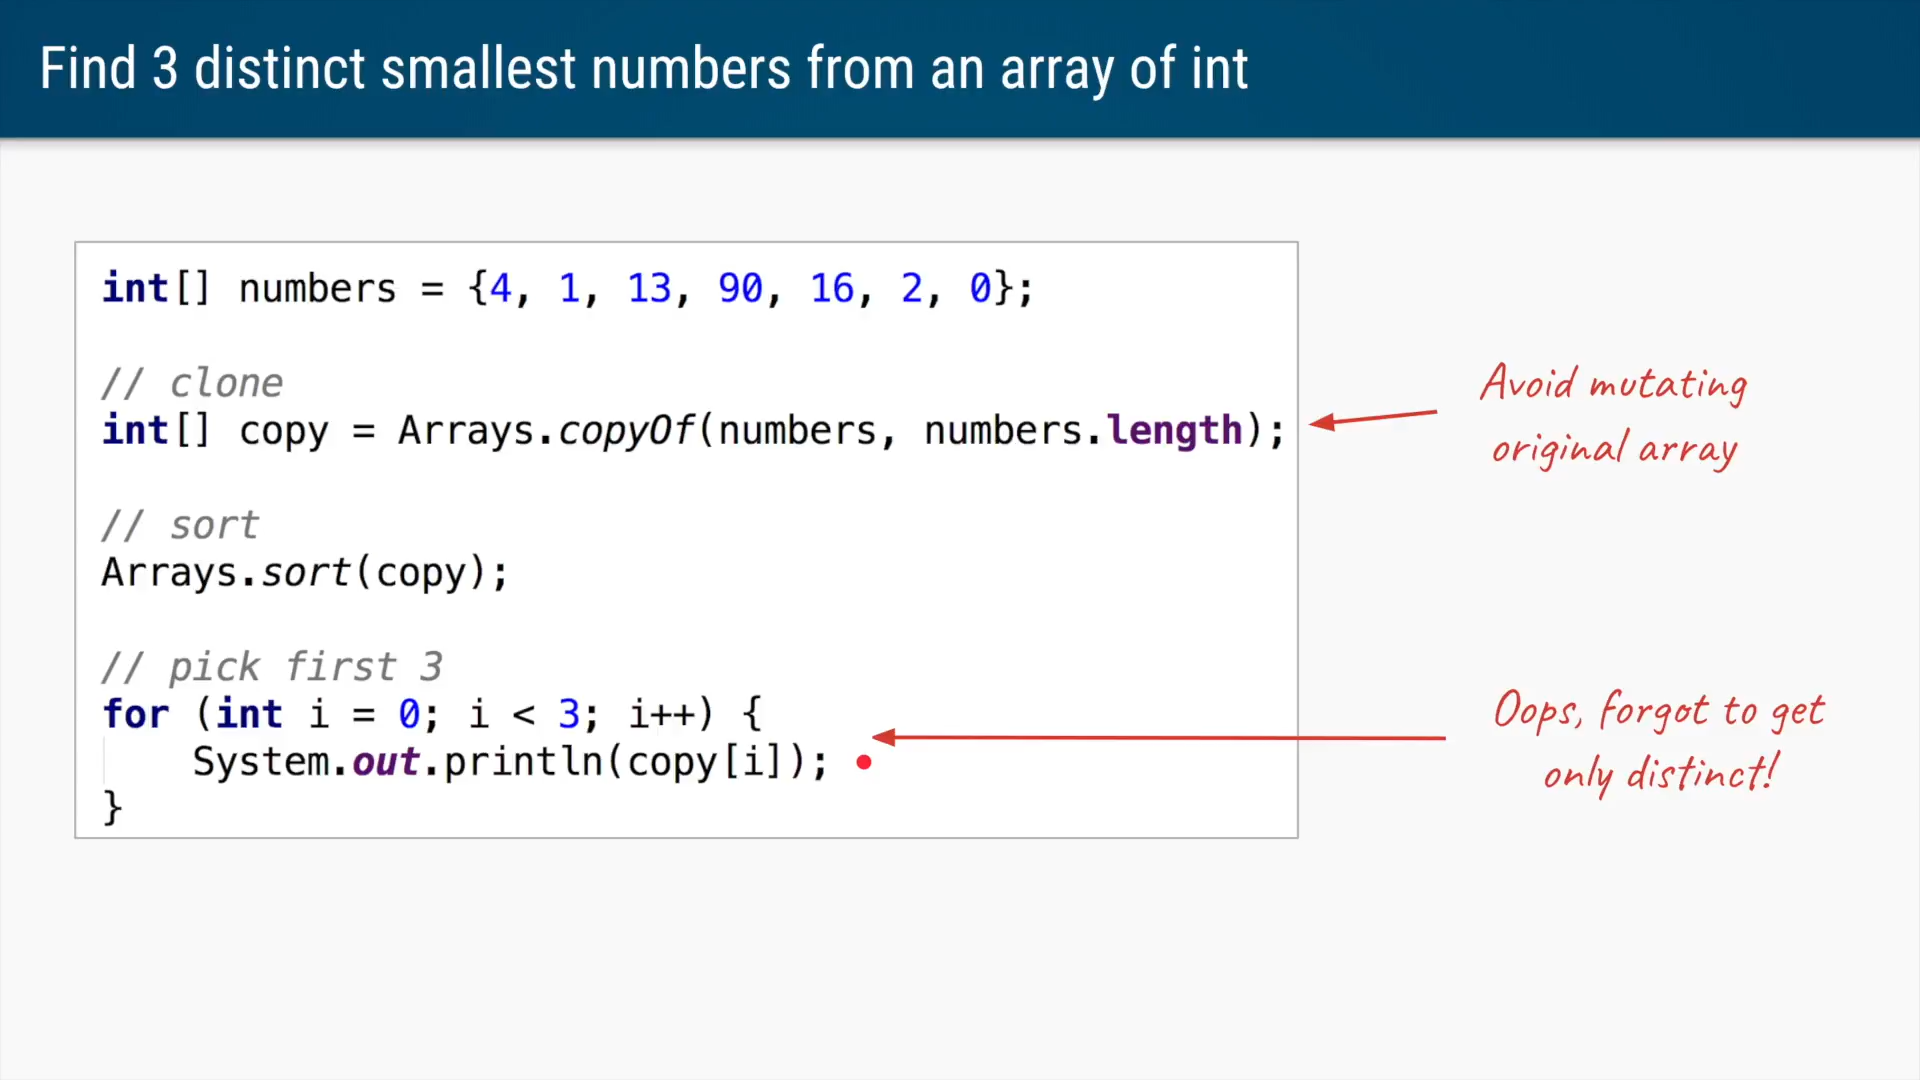 Find 3 distinct smallest numbers from an array of int
int[] numbers = {4, 1, 13, 90, 16, 2, 0};
// clone
int[] copy = Arrays.copyOf(numbers, numbers.length);
Avoid mutating
original array
// sort
Arrays.sort(copy);
// pick first 3
for (int i = 0; i < 3; i++) {
System.out.println(copy[i]);
}
Oops, forgot to get
only distinct!